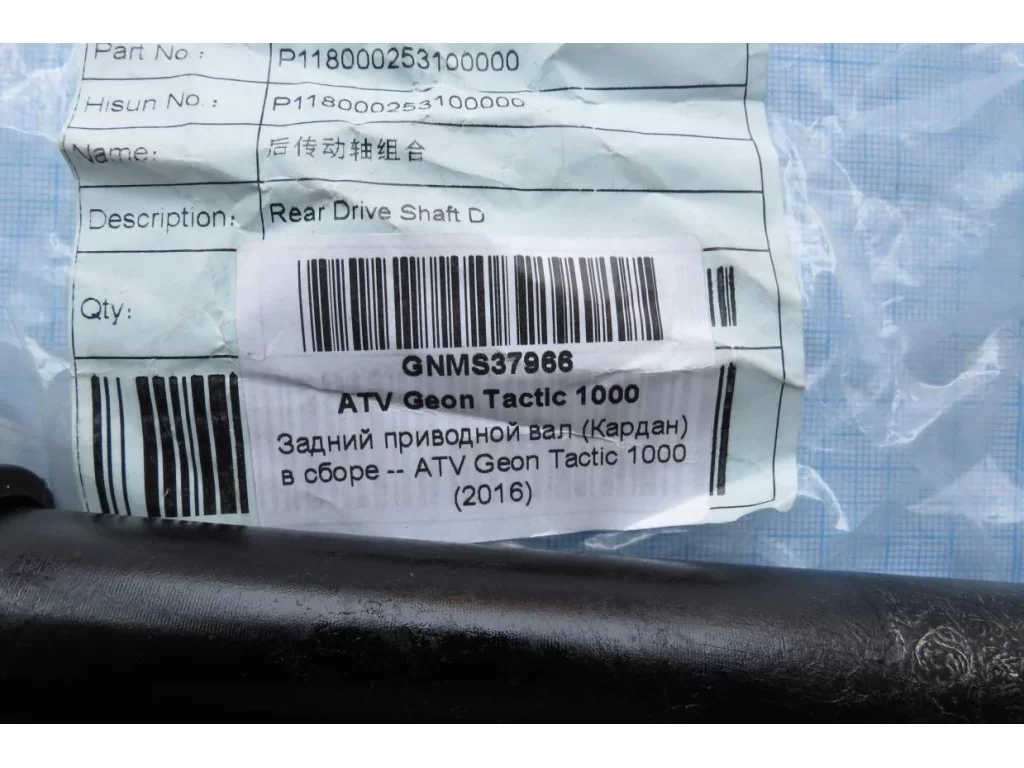 Part No.: P118000253100000
Hisun No.: P118000253100000
Name: 后传动轴组合
Description: Rear Drive Shaft D
Qty:
GNMS37966
ATV Geon Tactic 1000
Задний приводной вал (Кардан)
в сборе -- ATV Geon Tactic 1000
(2016)